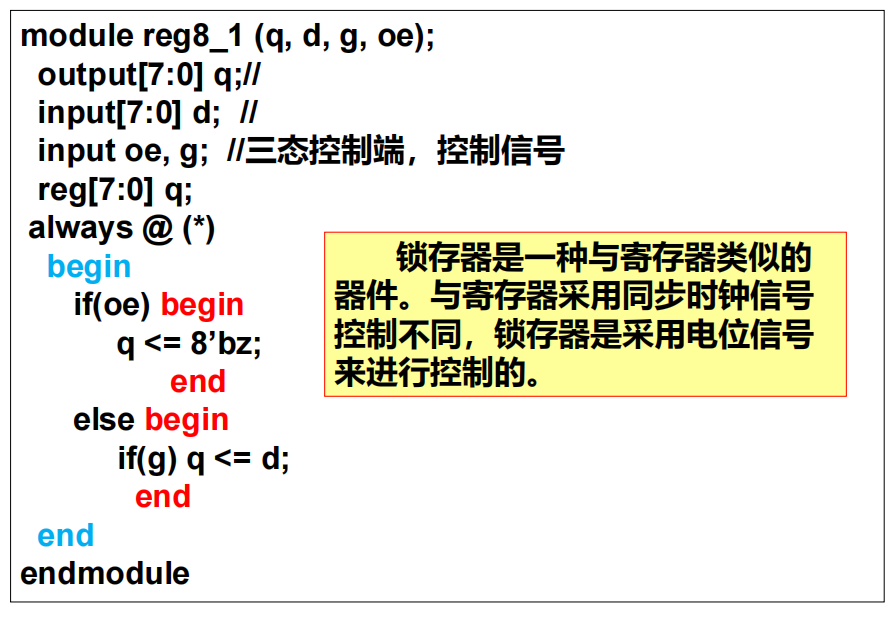 module reg8_1 (q, d, g, oe);
output[7:0] q;//
input[7:0] d;  //
input oe, g;  //三态控制端，控制信号
reg[7:0] q;
always @ (*)
begin
if(oe) begin
q <= 8’bz;
end
else begin
if(g) q <= d;
end
end
endmodule
锁存器是一种与寄存器类似的
器件。与寄存器采用同步时钟信号
控制不同，锁存器是采用电位信号
来进行控制的。